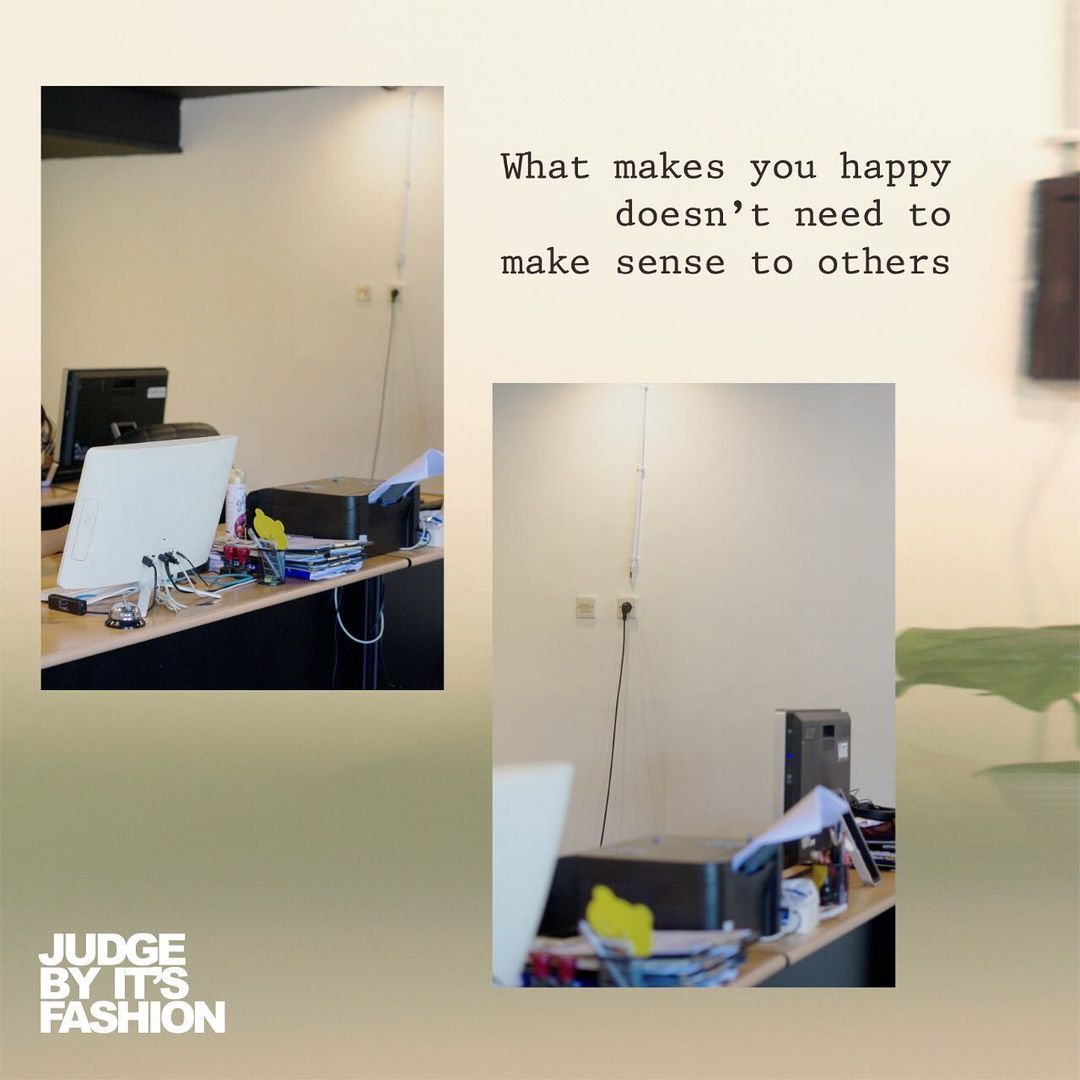 What makes you happy
doesn’t need to
make sense to others
JUDGE
BY IT’S
FASHION